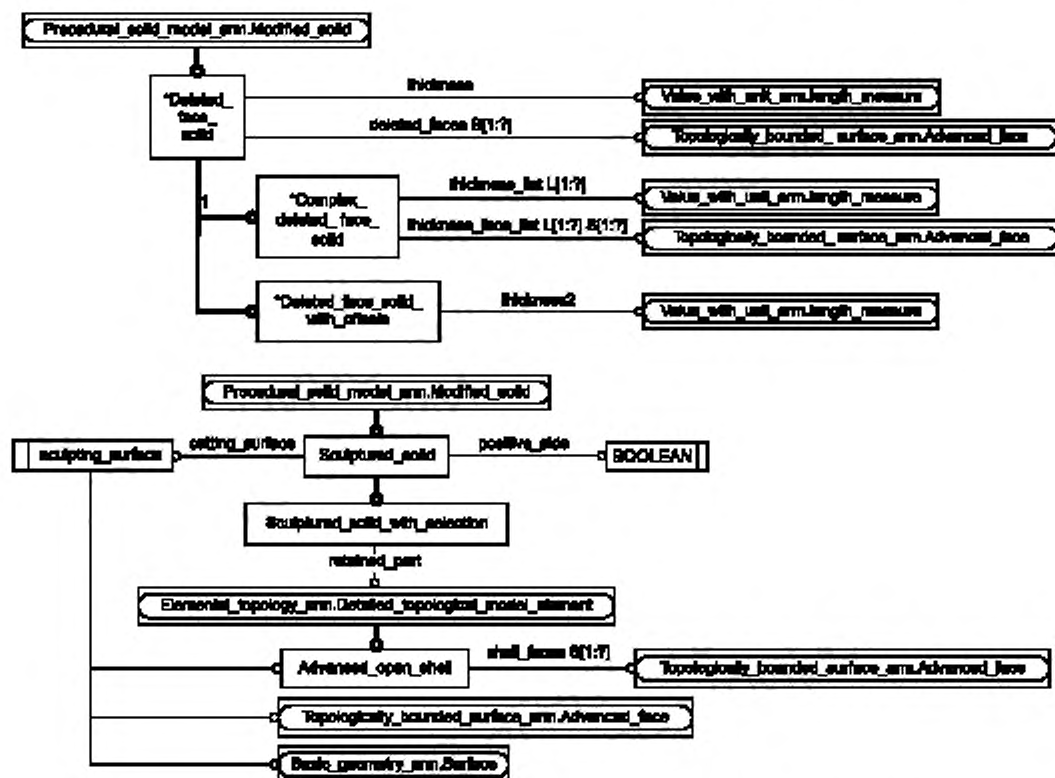 Procedural_solid_model_arm.Modified_solid
*Deleted_
face_
solid
thickness
Value_with_unit_arm.length_measure
deleted_faces S[1:?]
Topologically_bounded_surface_arm.Advanced_face
1
*Complex_
deleted_face_
solid
thickness_list L[1:?]
Value_with_unit_arm.length_measure
thickness_face_list L[1:?] S[1:?]
Topologically_bounded_surface_arm.Advanced_face
*Deleted_face_solid_
with_offsets
thickness2
Value_with_unit_arm.length_measure
Procedural_solid_model_arm.Modified_solid
sculpting_surface
cutting_surface
Sculptured_solid
positive_side
BOOLEAN
Sculptured_solid_with_selection
retained_part
Elemental_topology_arm.Detailed_topological_model_element
Advanced_open_shell
shell_faces S[1:?]
Topologically_bounded_surface_arm.Advanced_face
Topologically_bounded_surface_arm.Advanced_face
Basic_geometry_arm.Surface